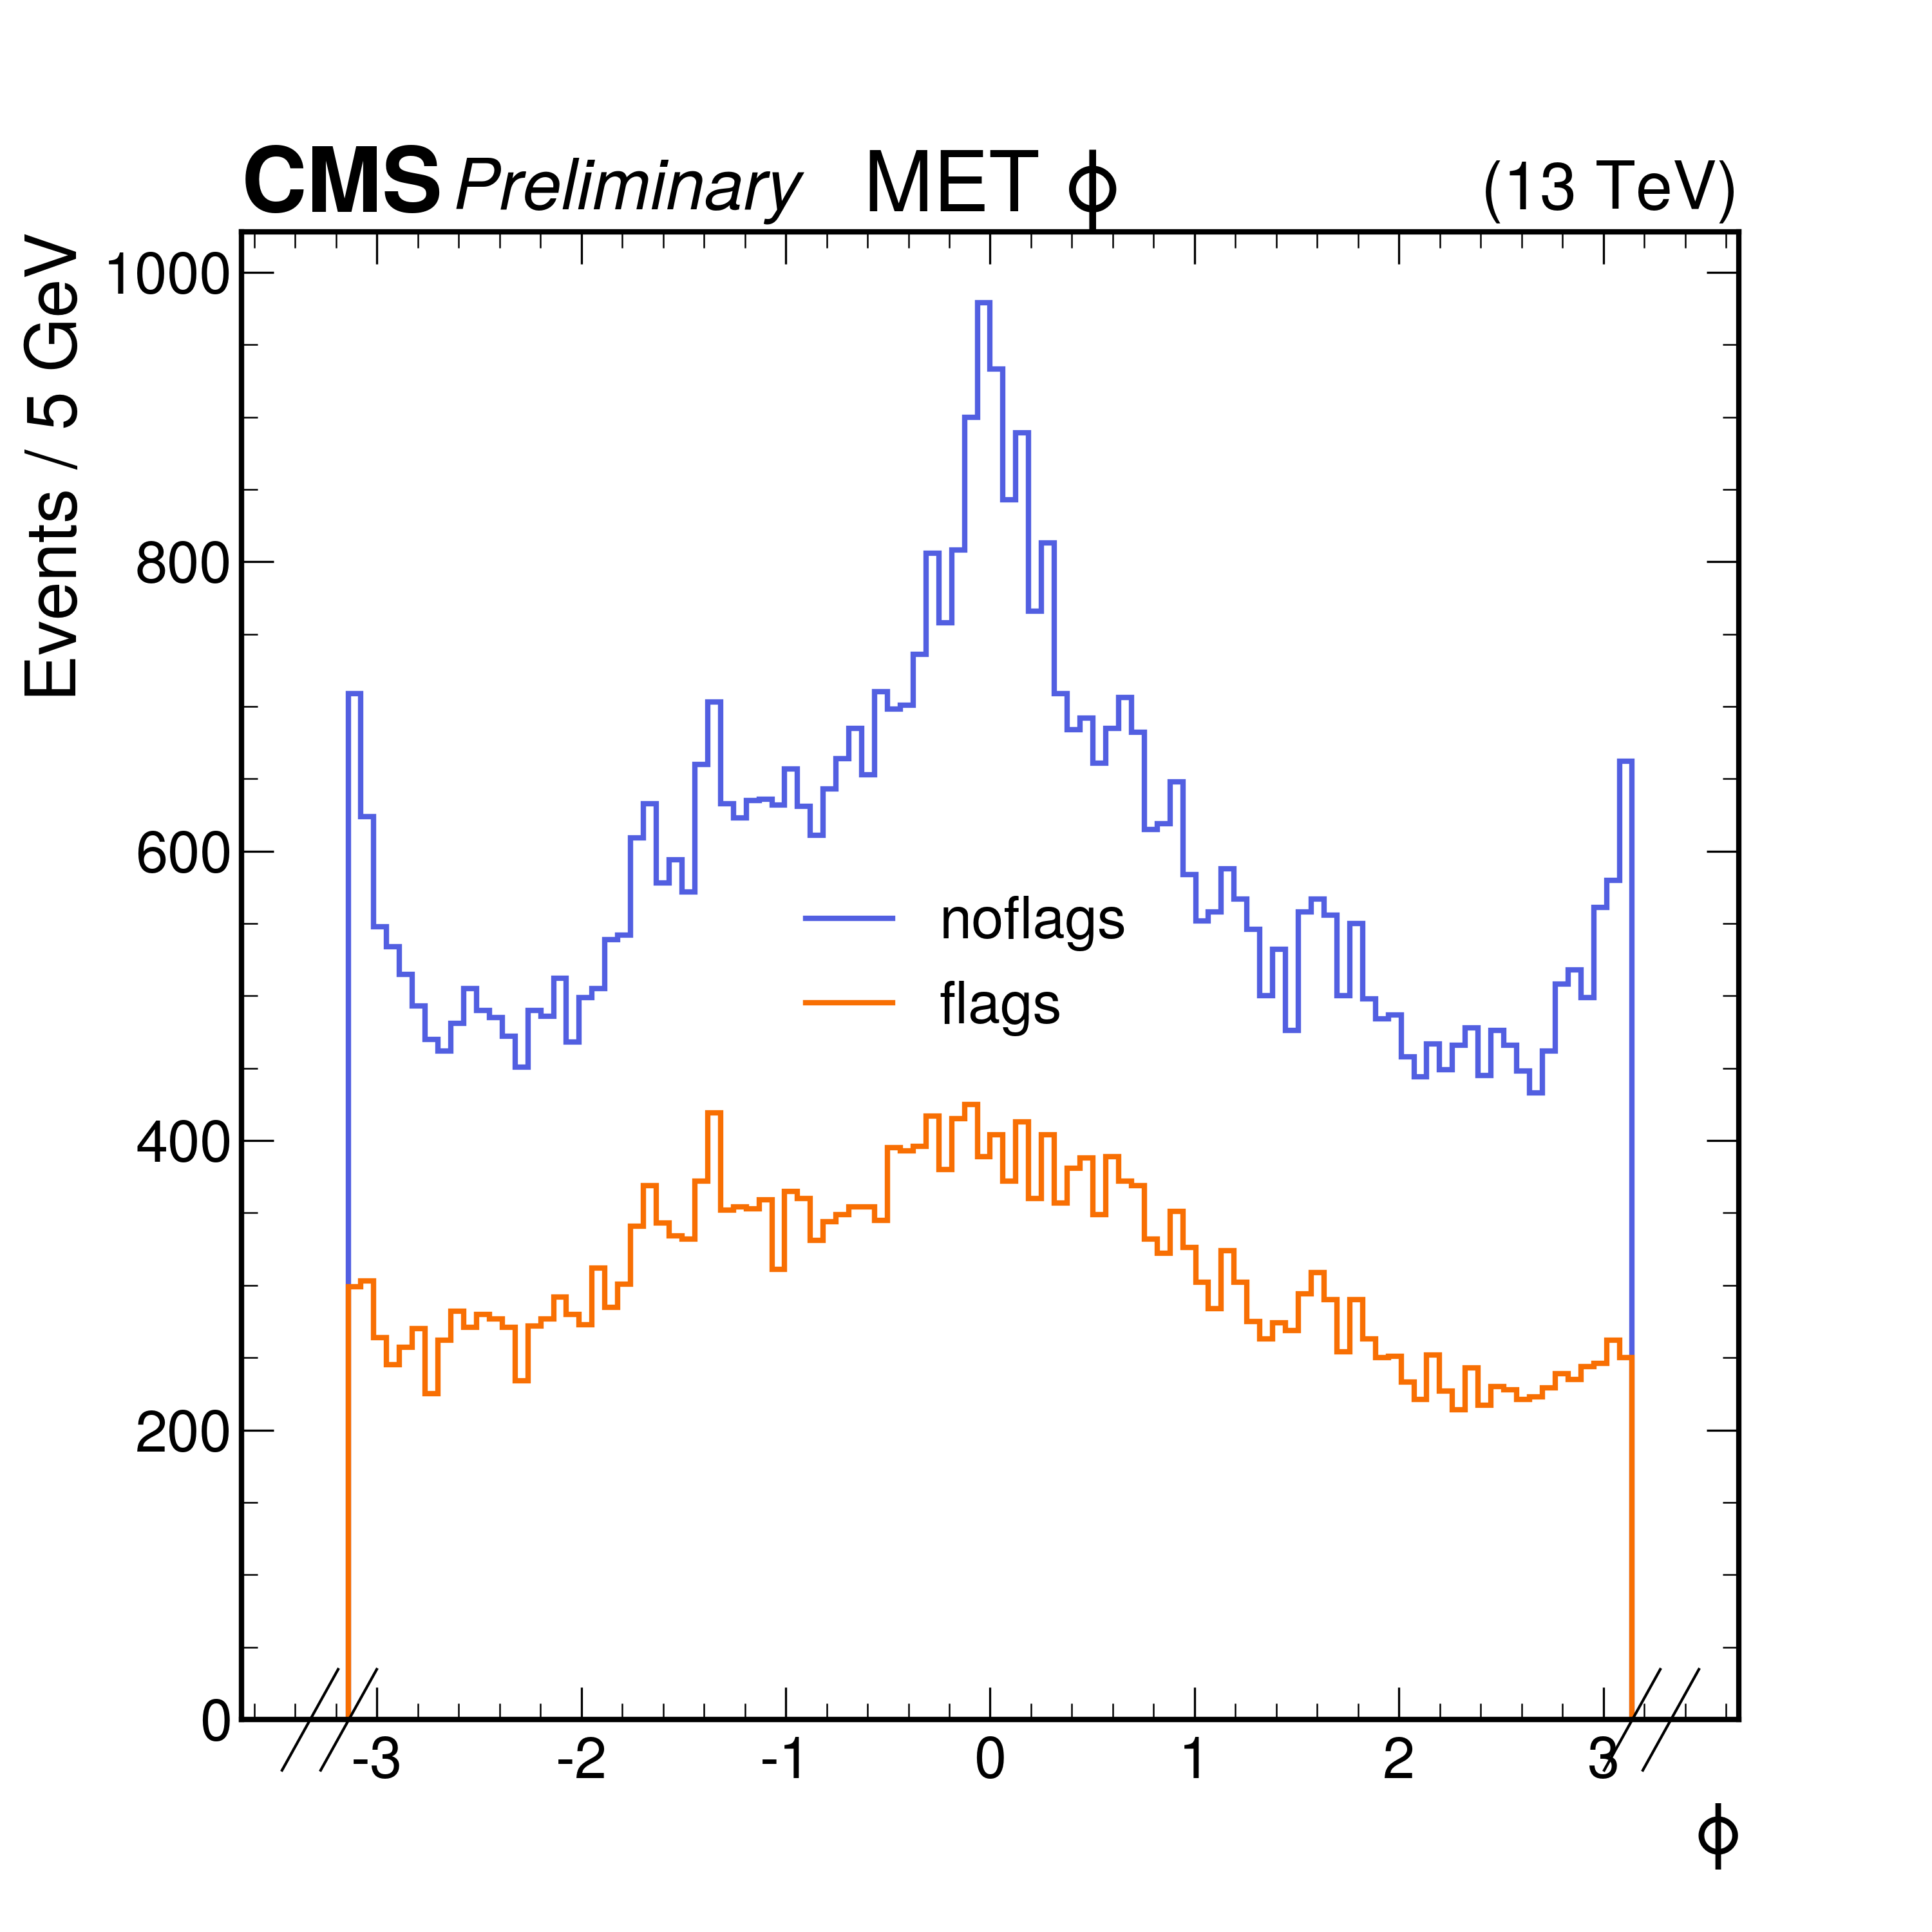 CMS Preliminary MET ϕ (13 TeV)
Events / 5 GeV
1000
800
600
400
200
0
noflags
flags
-3 -2 -1 0 1 2 3
ϕ